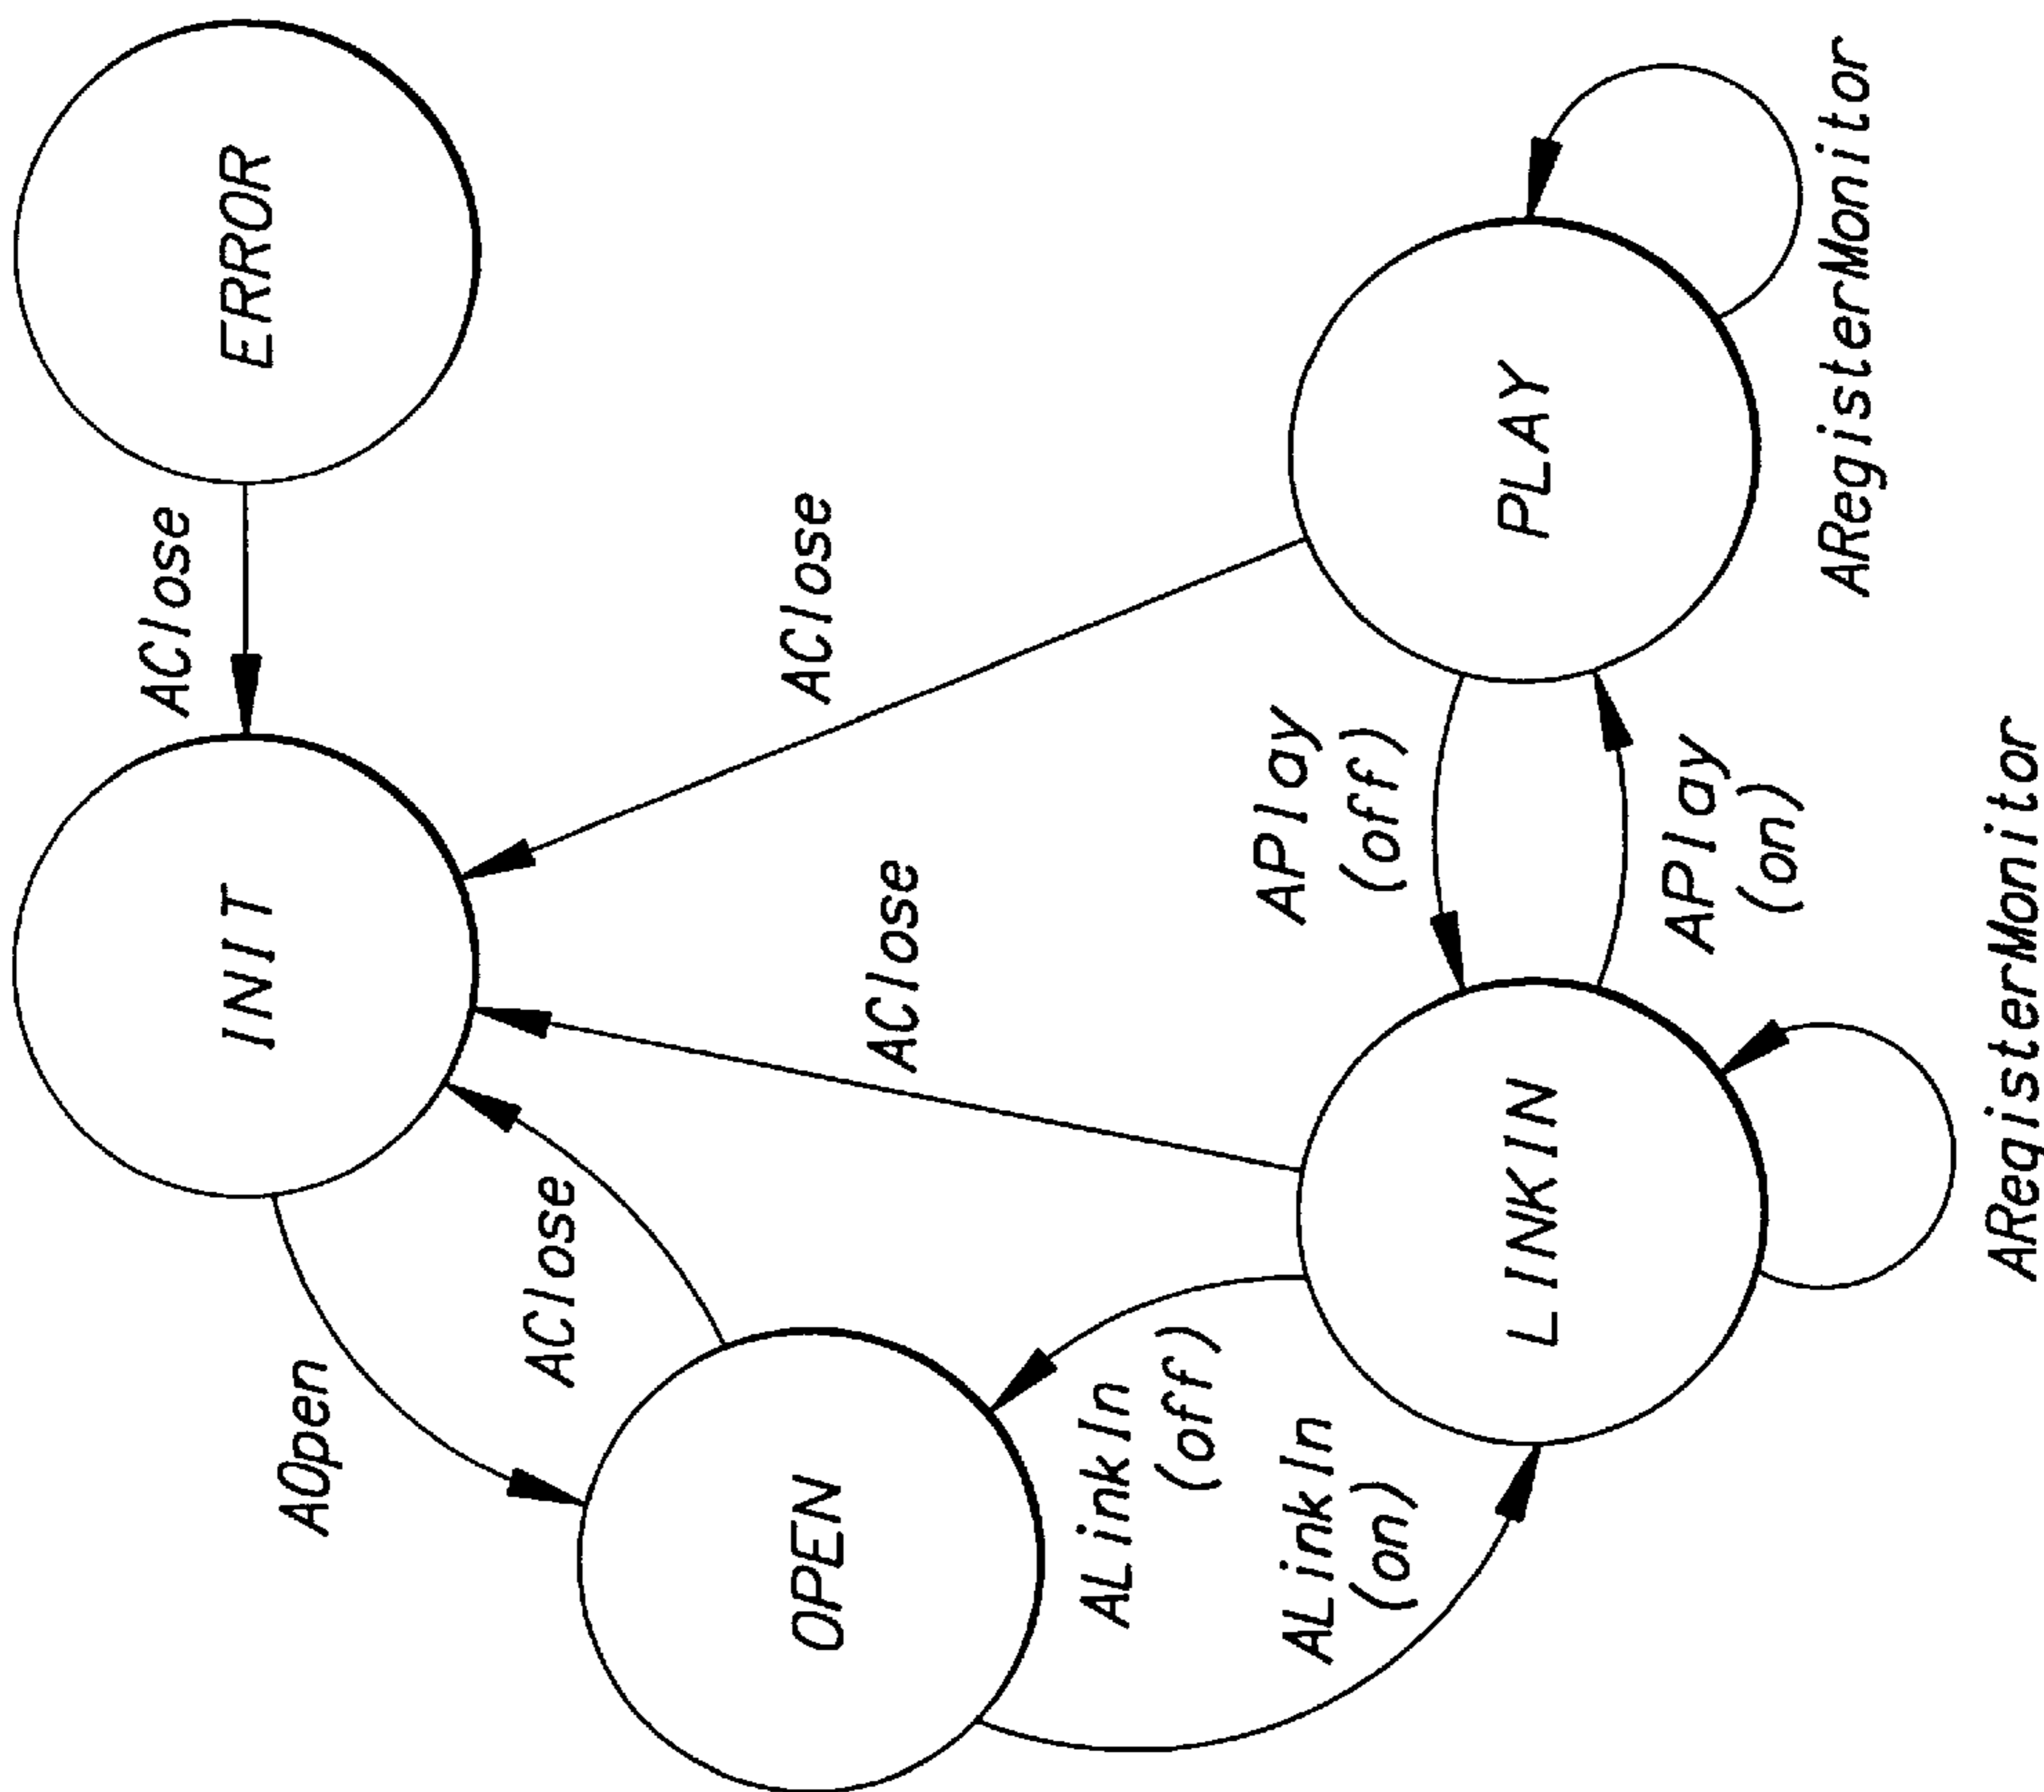 AClose
INIT
ERROR
AOpen
AClose
OPEN
AClose
AClose
ALinkIn
(off)
ALinkIn
(on)
APlay
(off)
LINKIN
PLAY
APlay
(on)
ARegisterMonitor
ARegisterMonitor